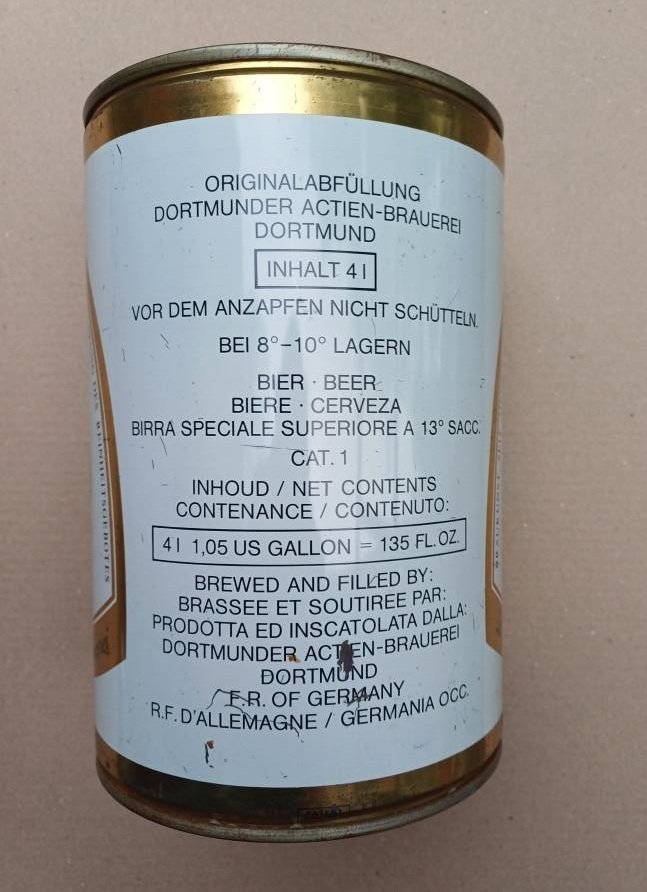 ORIGINALABFÜLLUNG
DORTMUNDER ACTIEN-BRAUEREI
DORTMUND
INHALT 4 l
VOR DEM ANZAPFEN NICHT SCHÜTTELN.
BEI 8°–10° LAGERN
BIER · BEER
BIERE · CERVEZA
BIRRA SPECIALE SUPERIORE A 13° SACC.
CAT. 1
INHOUD / NET CONTENTS
CONTENANCE / CONTENUTO:
4 l 1,05 US GALLON = 135 FL. OZ.
BREWED AND FILLED BY:
BRASSEE ET SOUTIREE PAR:
PRODOTTA ED INSCATOLATA DALLA:
DORTMUNDER ACTIEN-BRAUEREI
DORTMUND
F.R. OF GERMANY
R.F. D'ALLEMAGNE / GERMANIA OCC.
DES REINHEITSGEBOTES